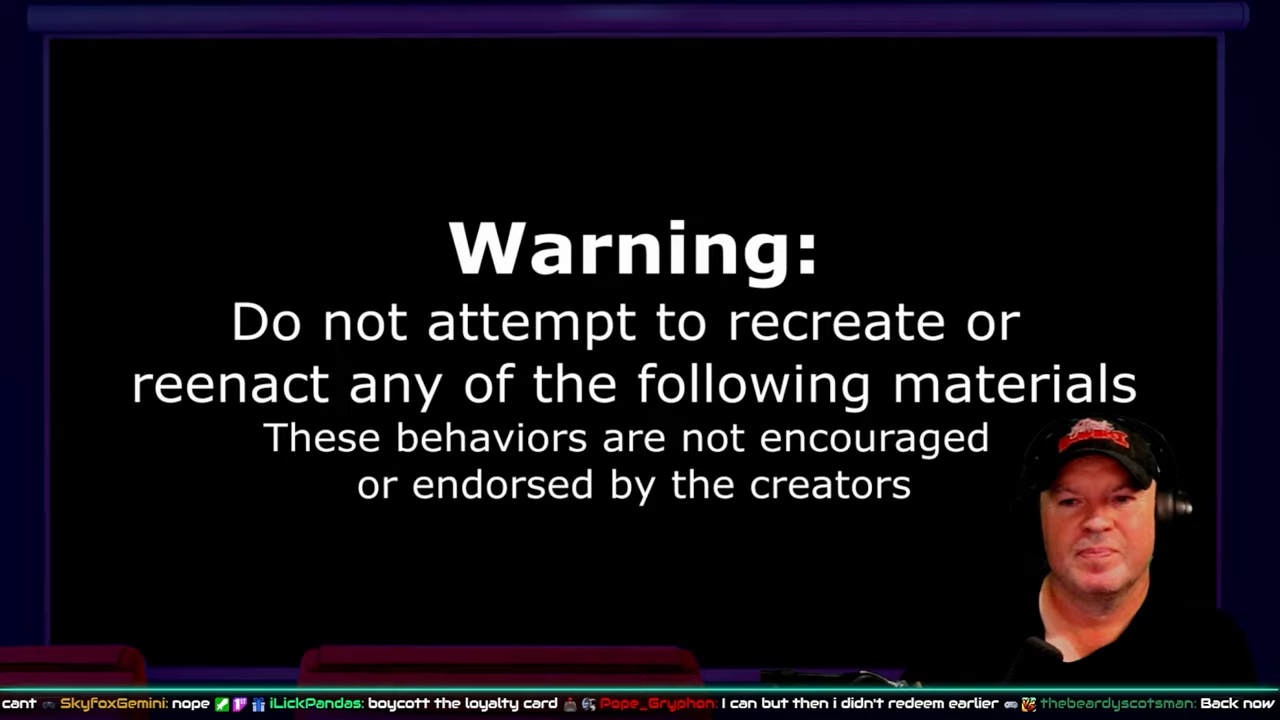 Warning:
Do not attempt to recreate or
reenact any of the following materials
These behaviors are not encouraged
or endorsed by the creators
cant SkyFoxGemini: nope iLickPandas: boycott the loyalty card Pope_Gryphon: I can but then i didn't redeem earlier thebeardyscotsman: Back now